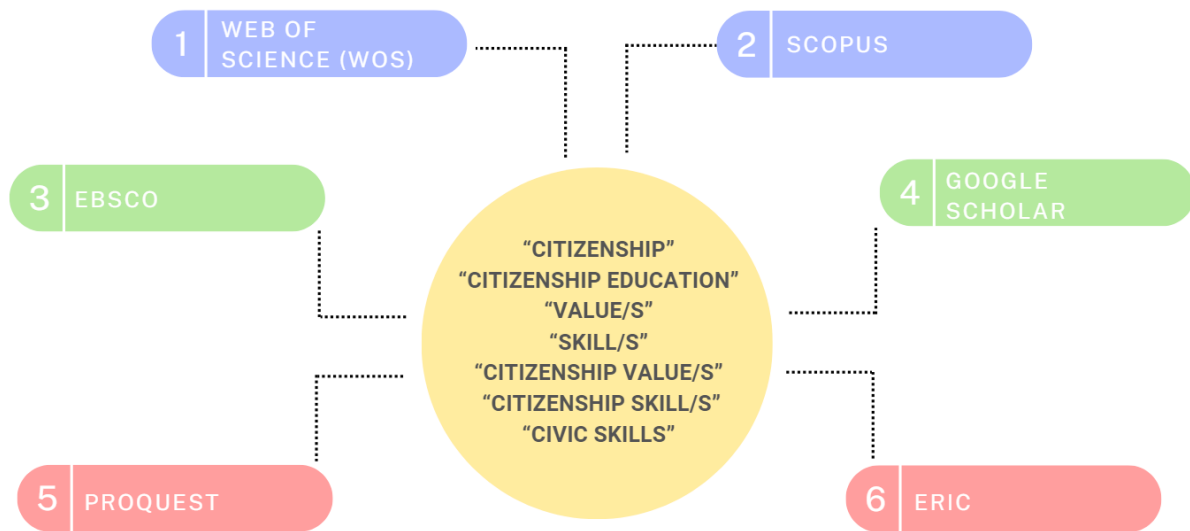 1 WEB OF
SCIENCE (WOS)
2 SCOPUS
3 EBSCO
4 GOOGLE
SCHOLAR
“CITIZENSHIP”
“CITIZENSHIP EDUCATION”
“VALUE/S”
“SKILL/S”
“CITIZENSHIP VALUE/S”
“CITIZENSHIP SKILL/S”
“CIVIC SKILLS”
5 PROQUEST
6 ERIC